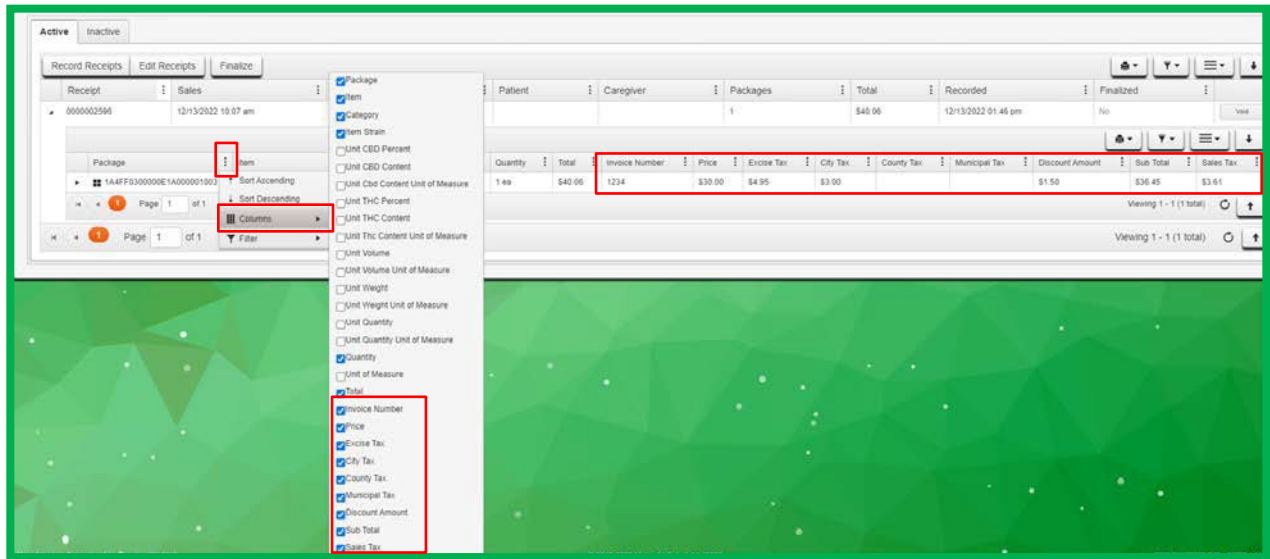 Active Inactive
Record Receipts Edit Receipts Finalize
Receipt Sales Patient Caregiver Packages Total Recorded Finalized
0000002596 12/13/2022 10:07 am 1 $40.06 12/13/2022 01:46 pm No Void
Package Item Quantity Total Invoice Number Price Excise Tax City Tax County Tax Municipal Tax Discount Amount Sub Total Sales Tax
1A4FF0300000E1A000001003 1 ea $40.06 1234 $30.00 $4.95 $3.00 $1.50 $36.45 $3.61
Page 1 of 1 Viewing 1 - 1 (1 total)
Page 1 of 1 Viewing 1 - 1 (1 total)
Sort Ascending
Sort Descending
Columns
Filter
Package
Item
Category
Item Strain
Unit CBD Percent
Unit CBD Content
Unit Cbd Content Unit of Measure
Unit THC Percent
Unit THC Content
Unit Thc Content Unit of Measure
Unit Volume
Unit Volume Unit of Measure
Unit Weight
Unit Weight Unit of Measure
Unit Quantity
Unit Quantity Unit of Measure
Quantity
Unit of Measure
Total
Invoice Number
Price
Excise Tax
City Tax
County Tax
Municipal Tax
Discount Amount
Sub Total
Sales Tax